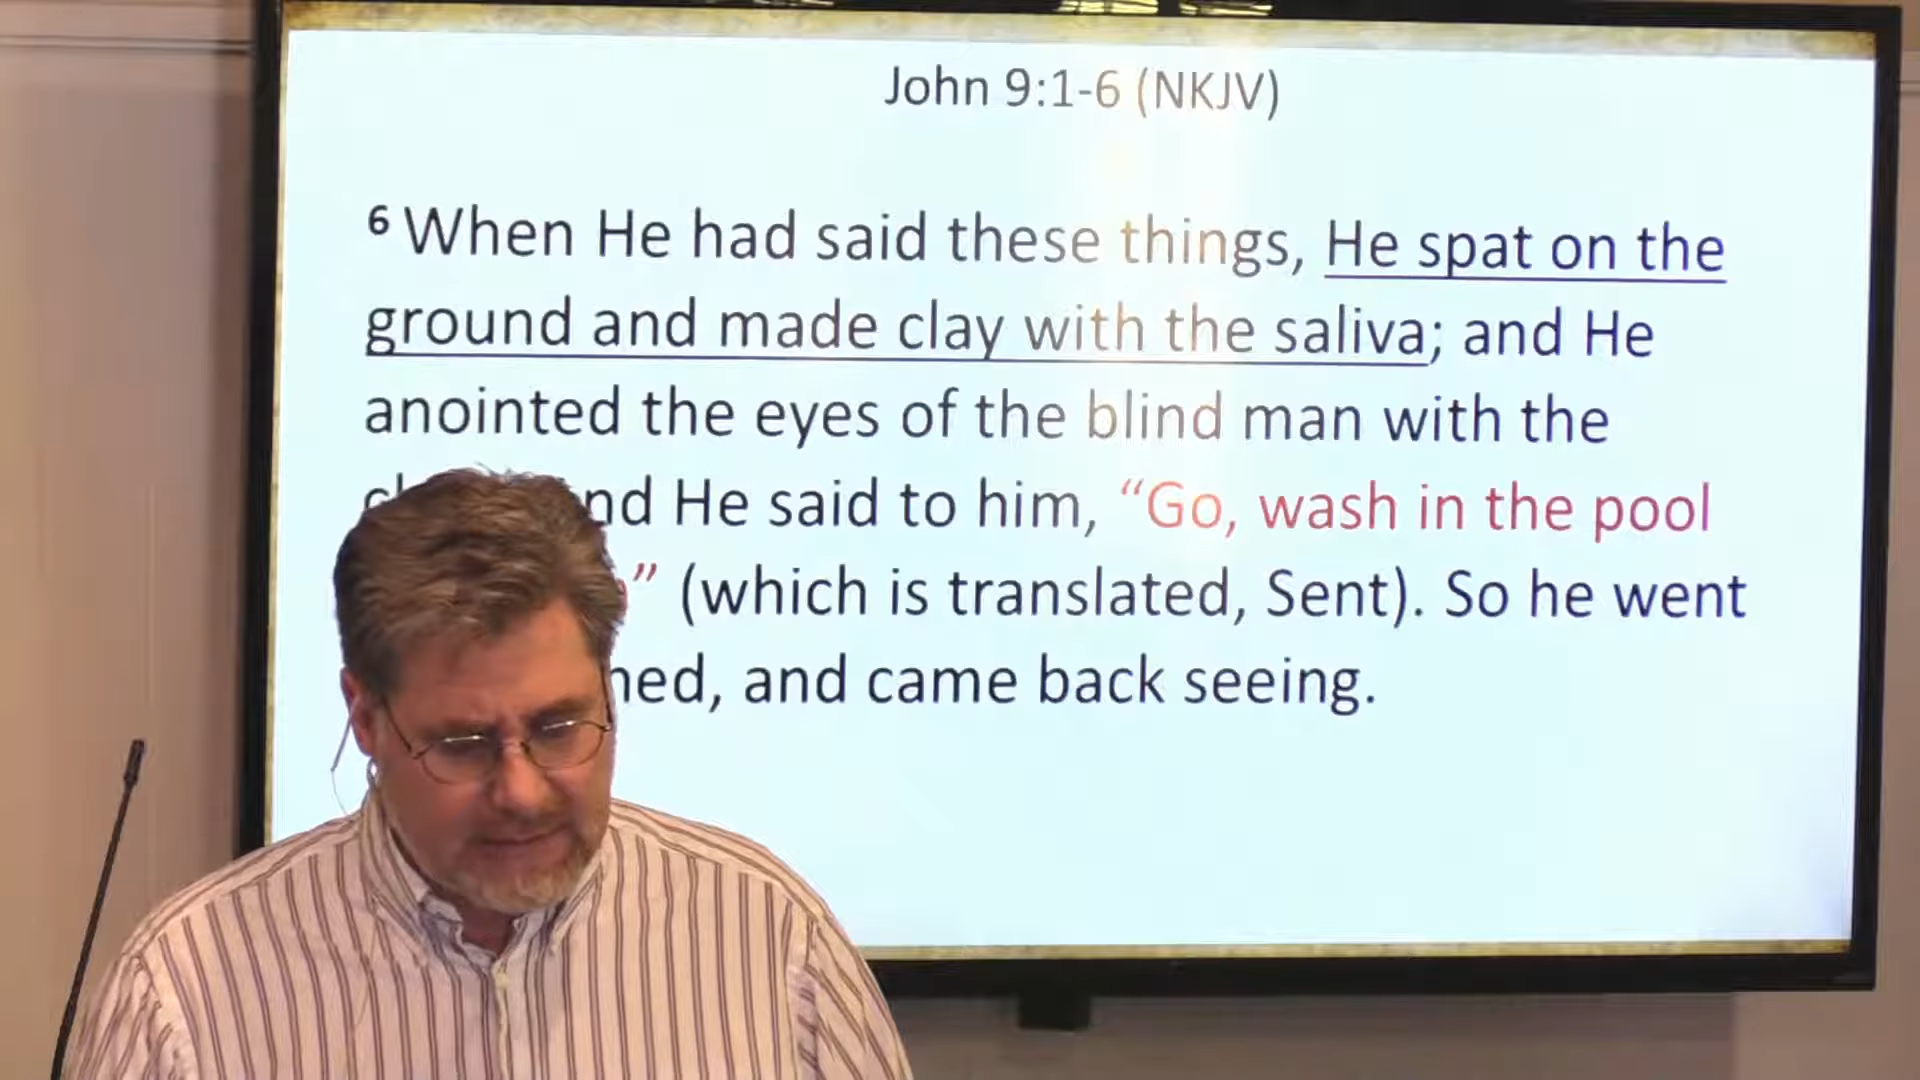 John 9:1-6 (NKJV)
6 When He had said these things, He spat on the
ground and made clay with the saliva; and He
anointed the eyes of the blind man with the
He said to him, “Go, wash in the pool
” (which is translated, Sent). So he went
, and came back seeing.